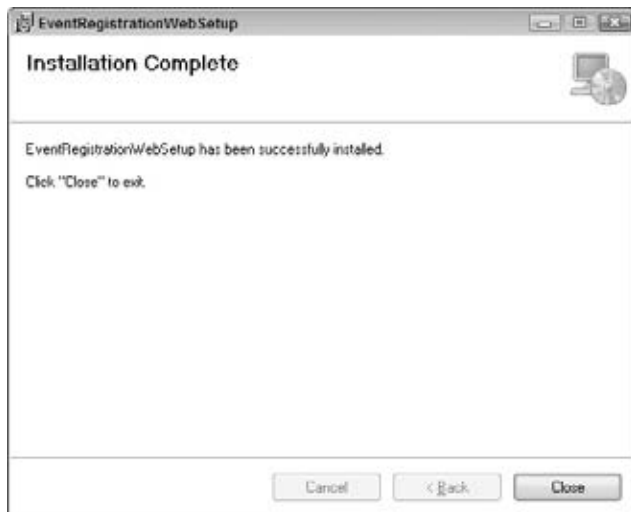 EventRegistrationWebSetup
Installation Complete
EventRegistrationWebSetup has been successfully installed.
Click "Close" to exit.
Cancel
< Back
Close